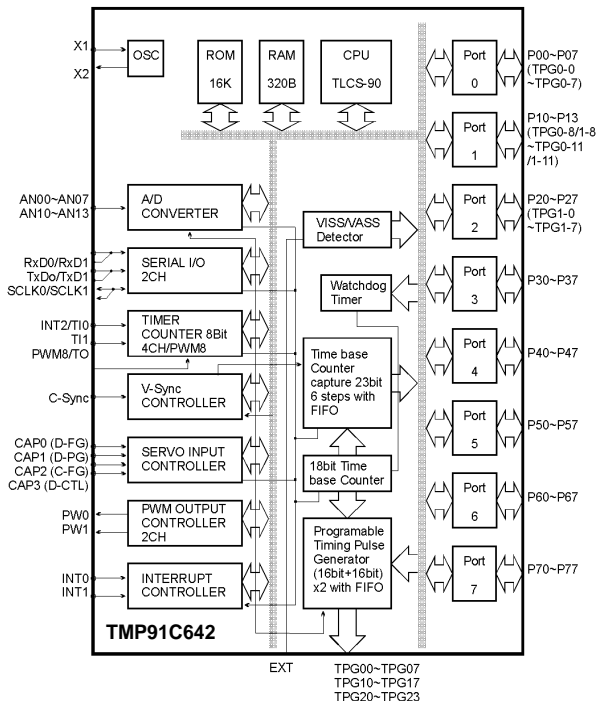 X1
X2
OSC
ROM
16K
RAM
320B
CPU
TLCS-90
Port
0
P00~P07
(TPG0-0
~TPG0-7)
Port
1
P10~P13
(TPG0-8/1-8
~TPG0-11
/1-11)
AN00~AN07
AN10~AN13
A/D
CONVERTER
VISS/VASS
Detector
Port
2
P20~P27
(TPG1-0
~TPG1-7)
RxD0/RxD1
TxDo/TxD1
SCLK0/SCLK1
SERIAL I/O
2CH
Watchdog
Timer
Port
3
P30~P37
INT2/TI0
TI1
PWM8/TO
TIMER
COUNTER 8Bit
4CH/PWM8
Time base
Counter
capture 23bit
6 steps with
FIFO
Port
4
P40~P47
C-Sync
V-Sync
CONTROLLER
CAP0 (D-FG)
CAP1 (D-PG)
CAP2 (C-FG)
CAP3 (D-CTL)
SERVO INPUT
CONTROLLER
18bit Time
base Counter
Port
5
P50~P57
PW0
PW1
PWM OUTPUT
CONTROLLER
2CH
Programable
Timing Pulse
Generator
(16bit+16bit)
x2 with FIFO
Port
6
P60~P67
INT0
INT1
INTERRUPT
CONTROLLER
Port
7
P70~P77
TMP91C642
EXT
TPG00~TPG07
TPG10~TPG17
TPG20~TPG23